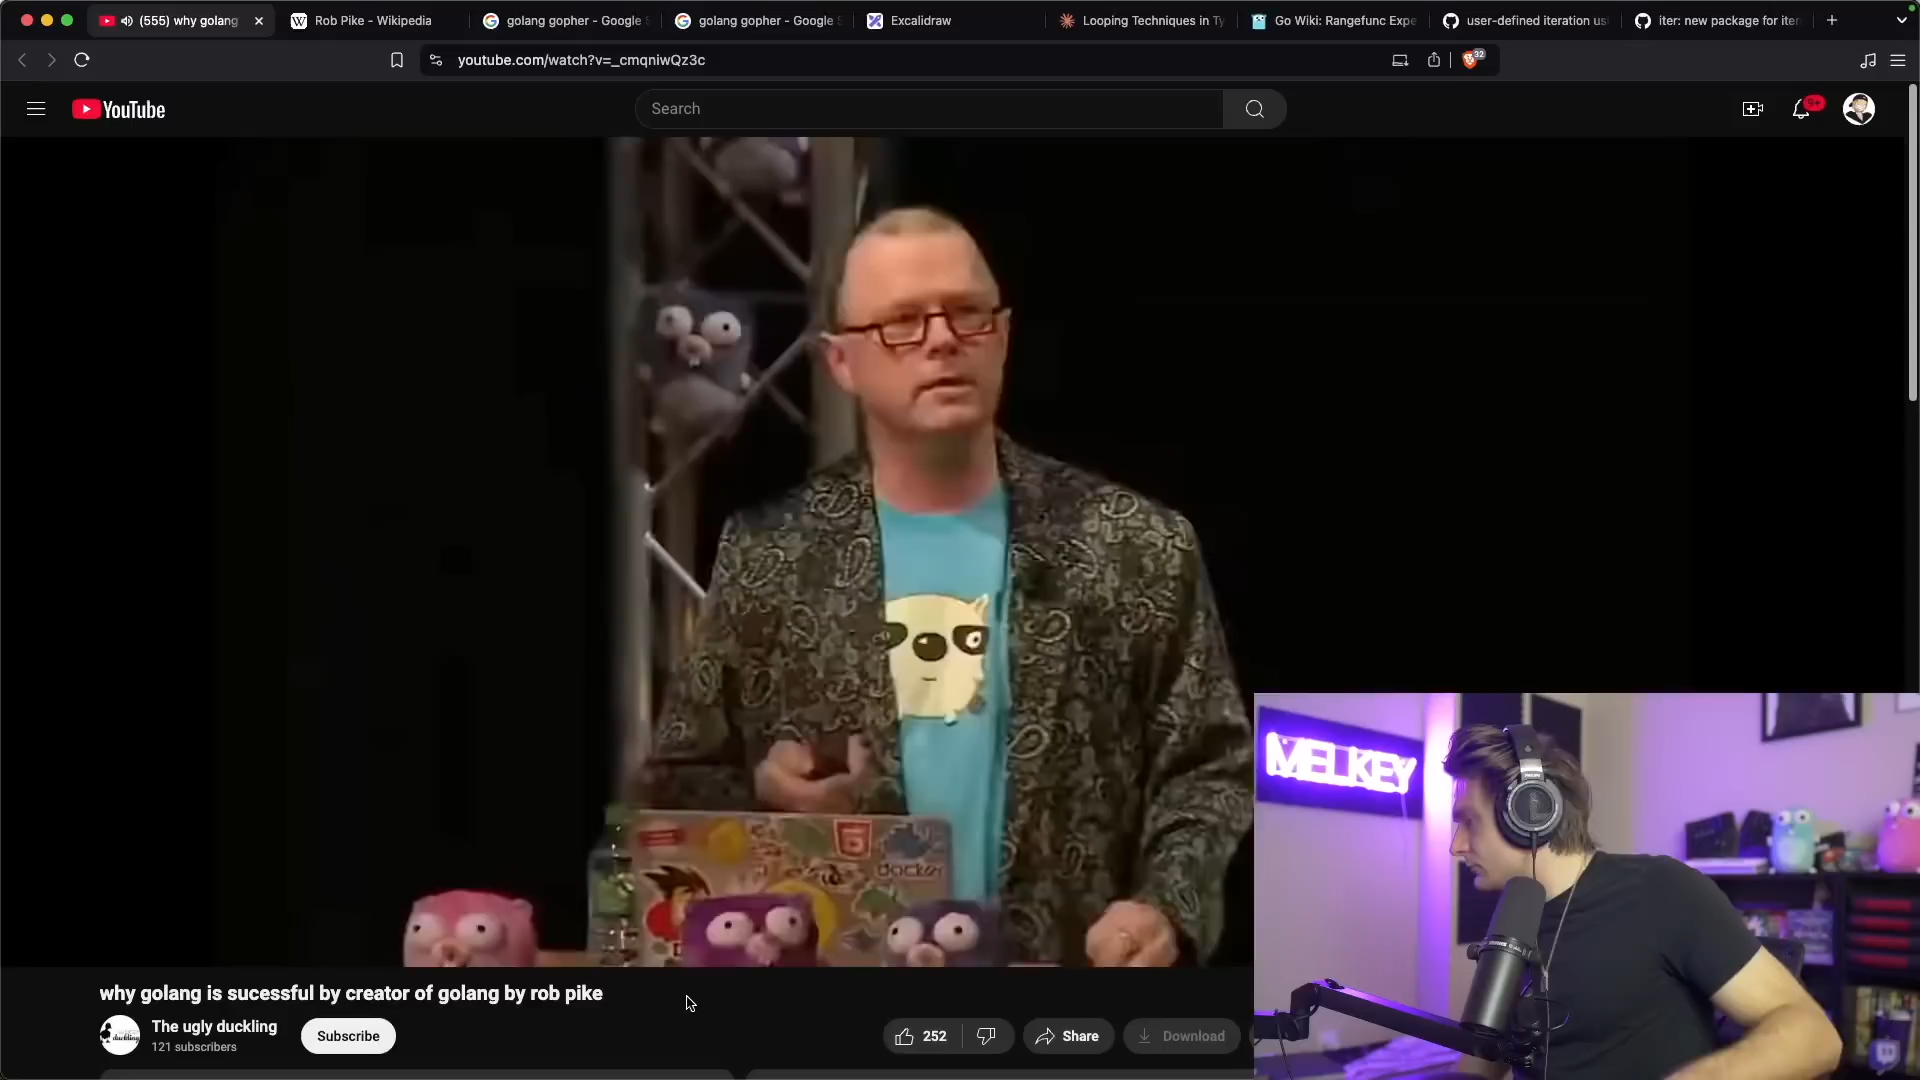 (555) why golang
Rob Pike - Wikipedia
golang gopher - Google
golang gopher - Google
Excalidraw
Looping Techniques in Ty
Go Wiki: Rangefunc Expe
user-defined iteration us
iter: new package for iter
youtube.com/watch?v=_cmqniwQz3c
32
YouTube
Search
9+
MELKEY
docker
why golang is sucessful by creator of golang by rob pike
The ugly duckling
121 subscribers
Subscribe
252
Share
Download